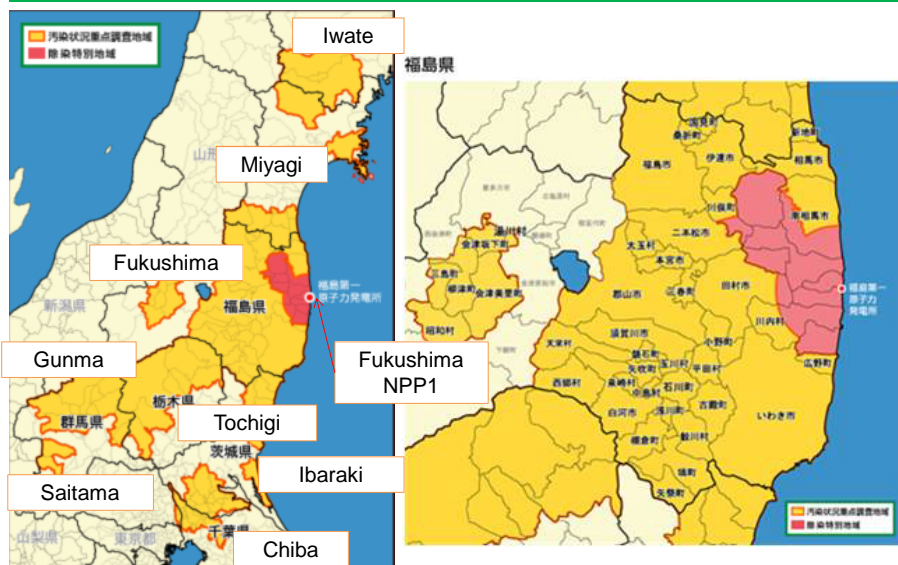 汚染状況重点調査地域
除染特別地域
Iwate
山形
Miyagi
Fukushima
新潟県
福島県
福島第一
原子力発電所
Fukushima
NPP1
Gunma
栃木県
群馬県
Tochigi
茨城県
Ibaraki
Saitama
千葉県
山梨県
東京都
Chiba
福島県
国見町
桑折町
新地町
福島市
伊達市
相馬市
川俣町
南相馬市
湯川村
会津坂下町
二本松市
大玉村
本宮市
三島町
柳津町
会津美里町
郡山市
三春町
田村市
福島第一
原子力
発電所
昭和村
川内村
須賀川市
天栄村
小野町
広野町
鏡石町
玉川村
矢吹町
平田村
西郷村
泉崎村
石川町
中島村
古殿町
白河市
浅川町
いわき市
棚倉町
鮫川村
塙町
矢祭町
汚染状況重点調査地域
除染特別地域